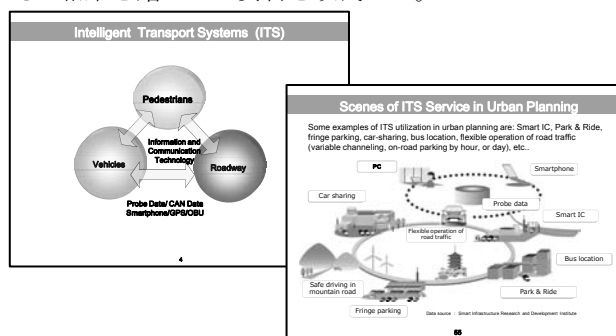 Intelligent Transport Systems (ITS)
Pedestrians
Information and
Communication
Technology
Vehicles
Roadway
Probe Data/ CAN Data
Smartphone/GPS/OBU
4
Scenes of ITS Service in Urban Planning
Some examples of ITS utilization in urban planning are: Smart IC, Park & Ride,
fringe parking, car-sharing, bus location, flexible operation of road traffic
(variable channeling, on-road parking by hour, or day), etc..
PC
Smartphone
Car sharing
Probe data
Smart IC
Flexible operation of
road traffic
Bus location
Safe driving in
mountain road
Park & Ride
Fringe parking
Data source : Smart Infrastructure Research and Development Institute